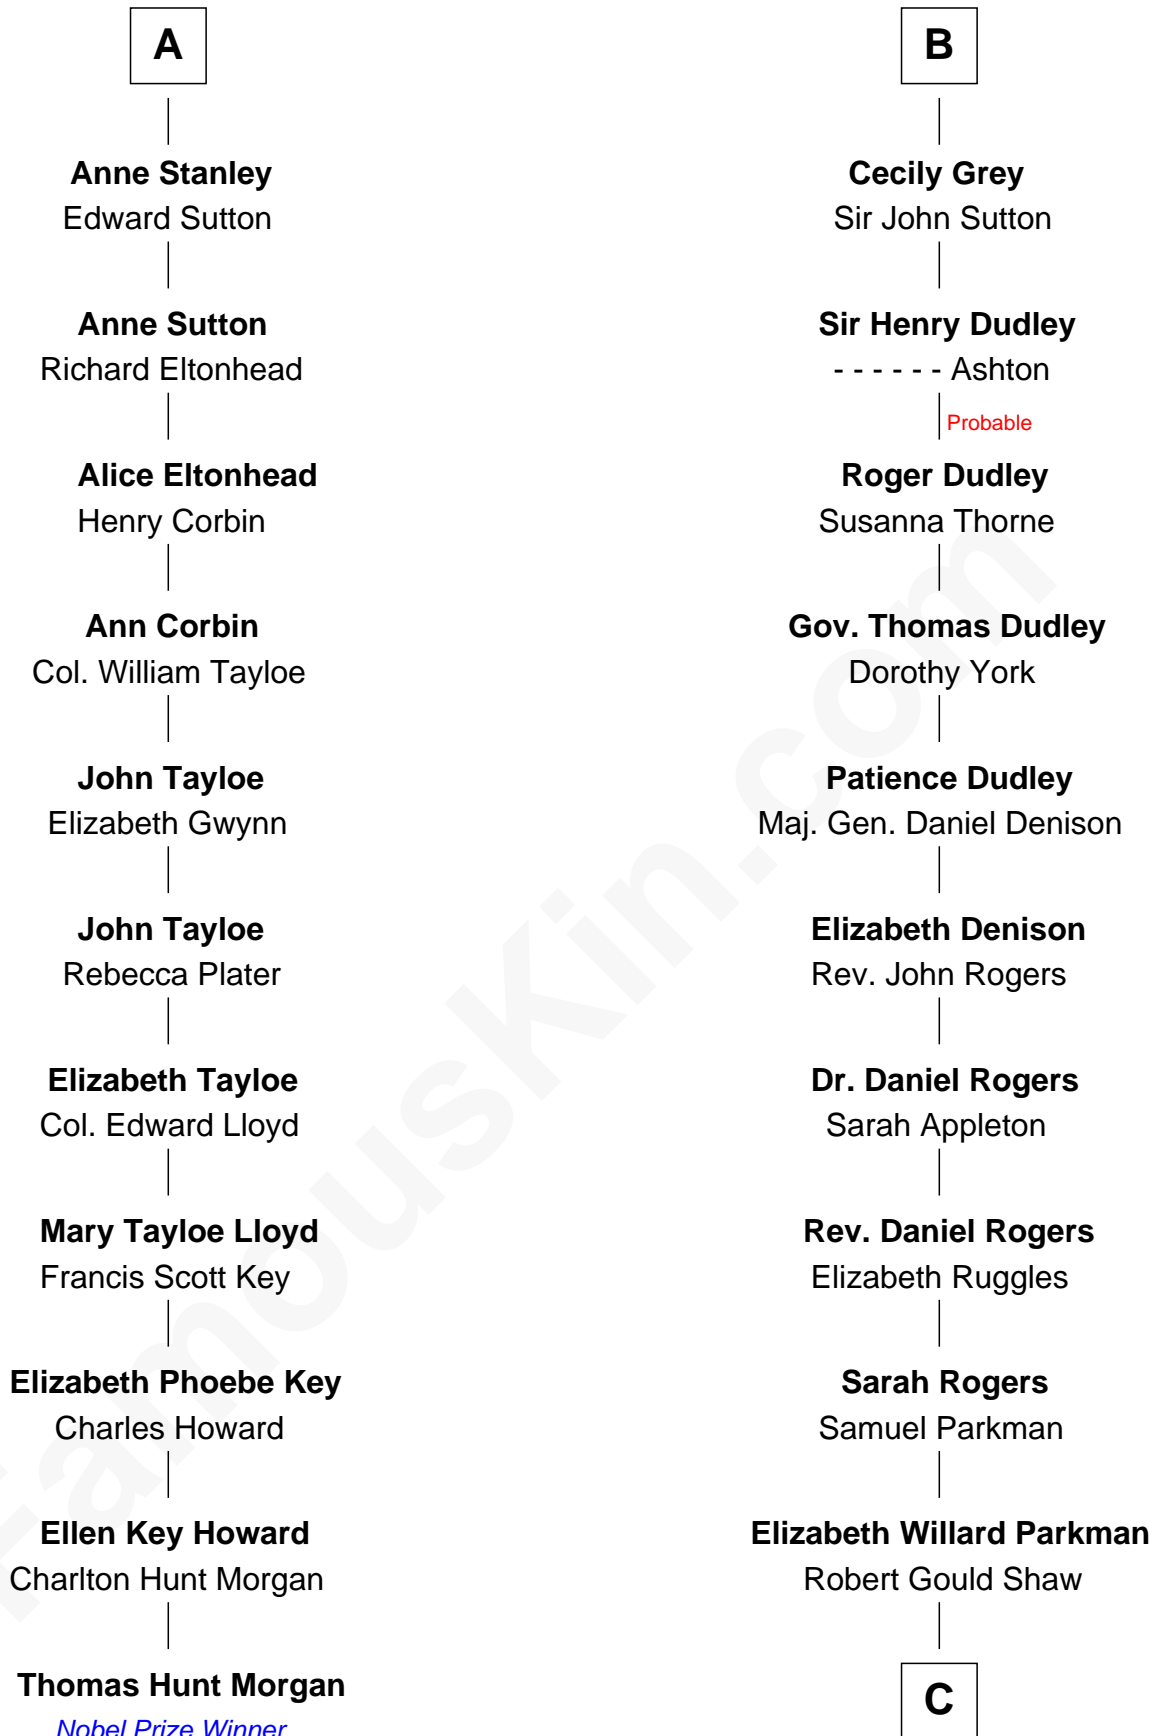 A
Anne Stanley
Edward Sutton
Anne Sutton
Richard Eltonhead
Alice Eltonhead
Henry Corbin
Ann Corbin
Col. William Tayloe
John Tayloe
Elizabeth Gwynn
John Tayloe
Rebecca Plater
Elizabeth Tayloe
Col. Edward Lloyd
Mary Tayloe Lloyd
Francis Scott Key
Elizabeth Phoebe Key
Charles Howard
Ellen Key Howard
Charlton Hunt Morgan
Thomas Hunt Morgan
Nobel Prize Winner
B
Cecily Grey
Sir John Sutton
Sir Henry Dudley
- - - - - - Ashton
Probable
Roger Dudley
Susanna Thorne
Gov. Thomas Dudley
Dorothy York
Patience Dudley
Maj. Gen. Daniel Denison
Elizabeth Denison
Rev. John Rogers
Dr. Daniel Rogers
Sarah Appleton
Rev. Daniel Rogers
Elizabeth Ruggles
Sarah Rogers
Samuel Parkman
Elizabeth Willard Parkman
Robert Gould Shaw
C
FamousKin.com